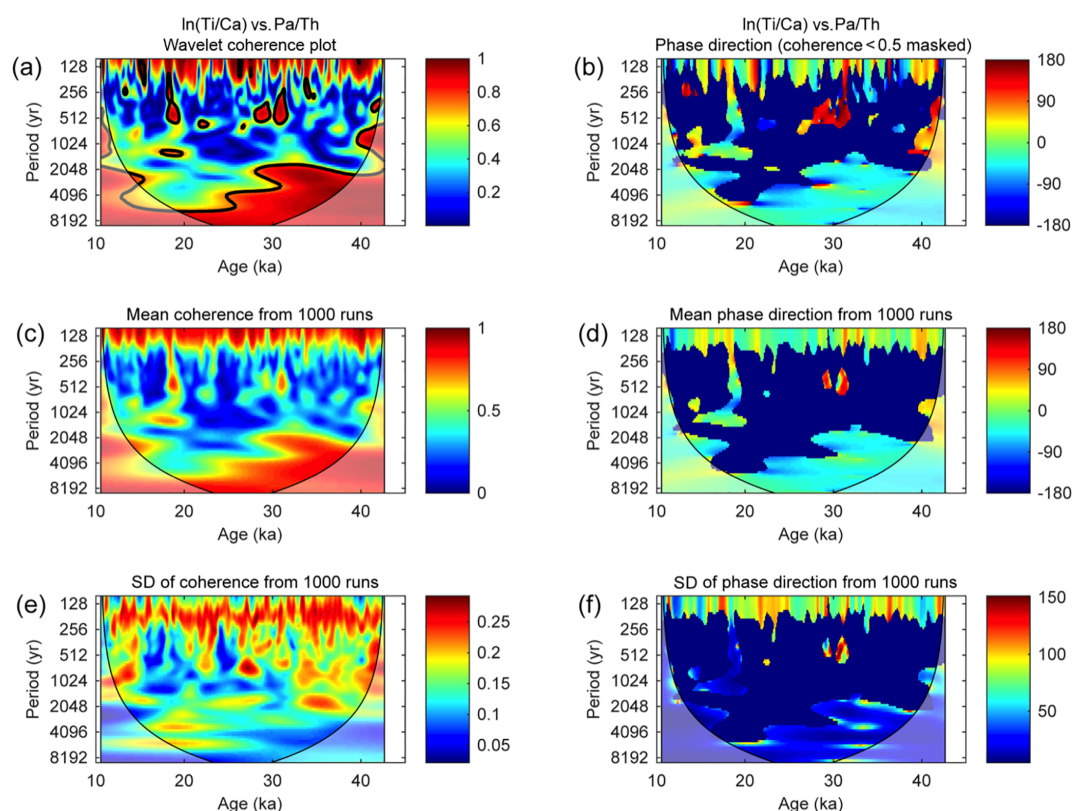 ln(Ti/Ca) vs. Pa/Th
Wavelet coherence plot
(a)
128
256
512
1024
2048
4096
8192
Period (yr)
10 20 30 40
Age (ka)
1
0.8
0.6
0.4
0.2
ln(Ti/Ca) vs. Pa/Th
Phase direction (coherence < 0.5 masked)
(b)
128
256
512
1024
2048
4096
8192
Period (yr)
10 20 30 40
Age (ka)
180
90
0
-90
-180
Mean coherence from 1000 runs
(c)
128
256
512
1024
2048
4096
8192
Period (yr)
10 20 30 40
Age (ka)
1
0.5
0
Mean phase direction from 1000 runs
(d)
128
256
512
1024
2048
4096
8192
Period (yr)
10 20 30 40
Age (ka)
180
90
0
-90
-180
SD of coherence from 1000 runs
(e)
128
256
512
1024
2048
4096
8192
Period (yr)
10 20 30 40
Age (ka)
0.25
0.2
0.15
0.1
0.05
SD of phase direction from 1000 runs
(f)
128
256
512
1024
2048
4096
8192
Period (yr)
10 20 30 40
Age (ka)
150
100
50